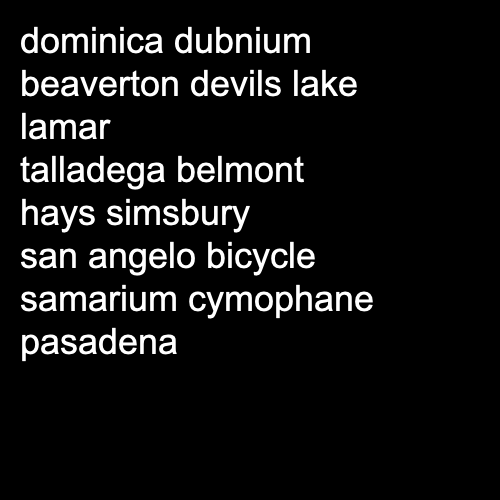 dominica dubnium
beaverton devils lake
lamar
talladega belmont
hays simsbury
san angelo bicycle
samarium cymophane
pasadena